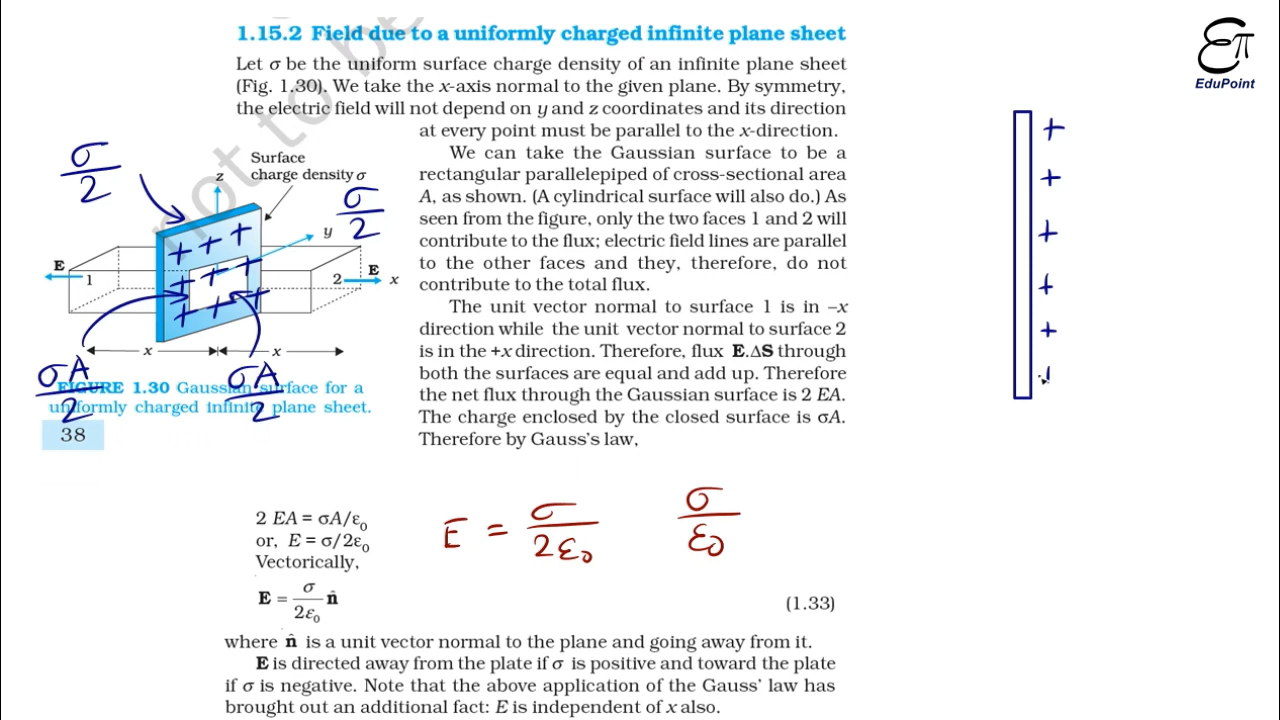 1.15.2 Field due to a uniformly charged infinite plane sheet
Let σ be the uniform surface charge density of an infinite plane sheet
(Fig. 1.30). We take the x-axis normal to the given plane. By symmetry,
the electric field will not depend on y and z coordinates and its direction
at every point must be parallel to the x-direction.
We can take the Gaussian surface to be a
rectangular parallelepiped of cross-sectional area
A, as shown. (A cylindrical surface will also do.) As
seen from the figure, only the two faces 1 and 2 will
contribute to the flux; electric field lines are parallel
to the other faces and they, therefore, do not
contribute to the total flux.
The unit vector normal to surface 1 is in –x
direction while the unit vector normal to surface 2
is in the +x direction. Therefore, flux E.ΔS through
both the surfaces are equal and add up. Therefore
the net flux through the Gaussian surface is 2 EA.
The charge enclosed by the closed surface is σA.
Therefore by Gauss's law,
σ/2
Surface
charge density σ
z
σ/2
y
+ + +
E
1
+ + +
2
E
x
+ + +
x
x
σA/2
σA/2
FIGURE 1.30 Gaussian surface for a
uniformly charged infinite plane sheet.
38
2 EA = σA/ε₀
or, E = σ/2ε₀
Vectorically,
E = σ/2ε₀ n̂
(1.33)
E = σ/2ε₀
σ/ε₀
where n̂ is a unit vector normal to the plane and going away from it.
E is directed away from the plate if σ is positive and toward the plate
if σ is negative. Note that the above application of the Gauss' law has
brought out an additional fact: E is independent of x also.
not to be
επ
EduPoint
+
+
+
+
+